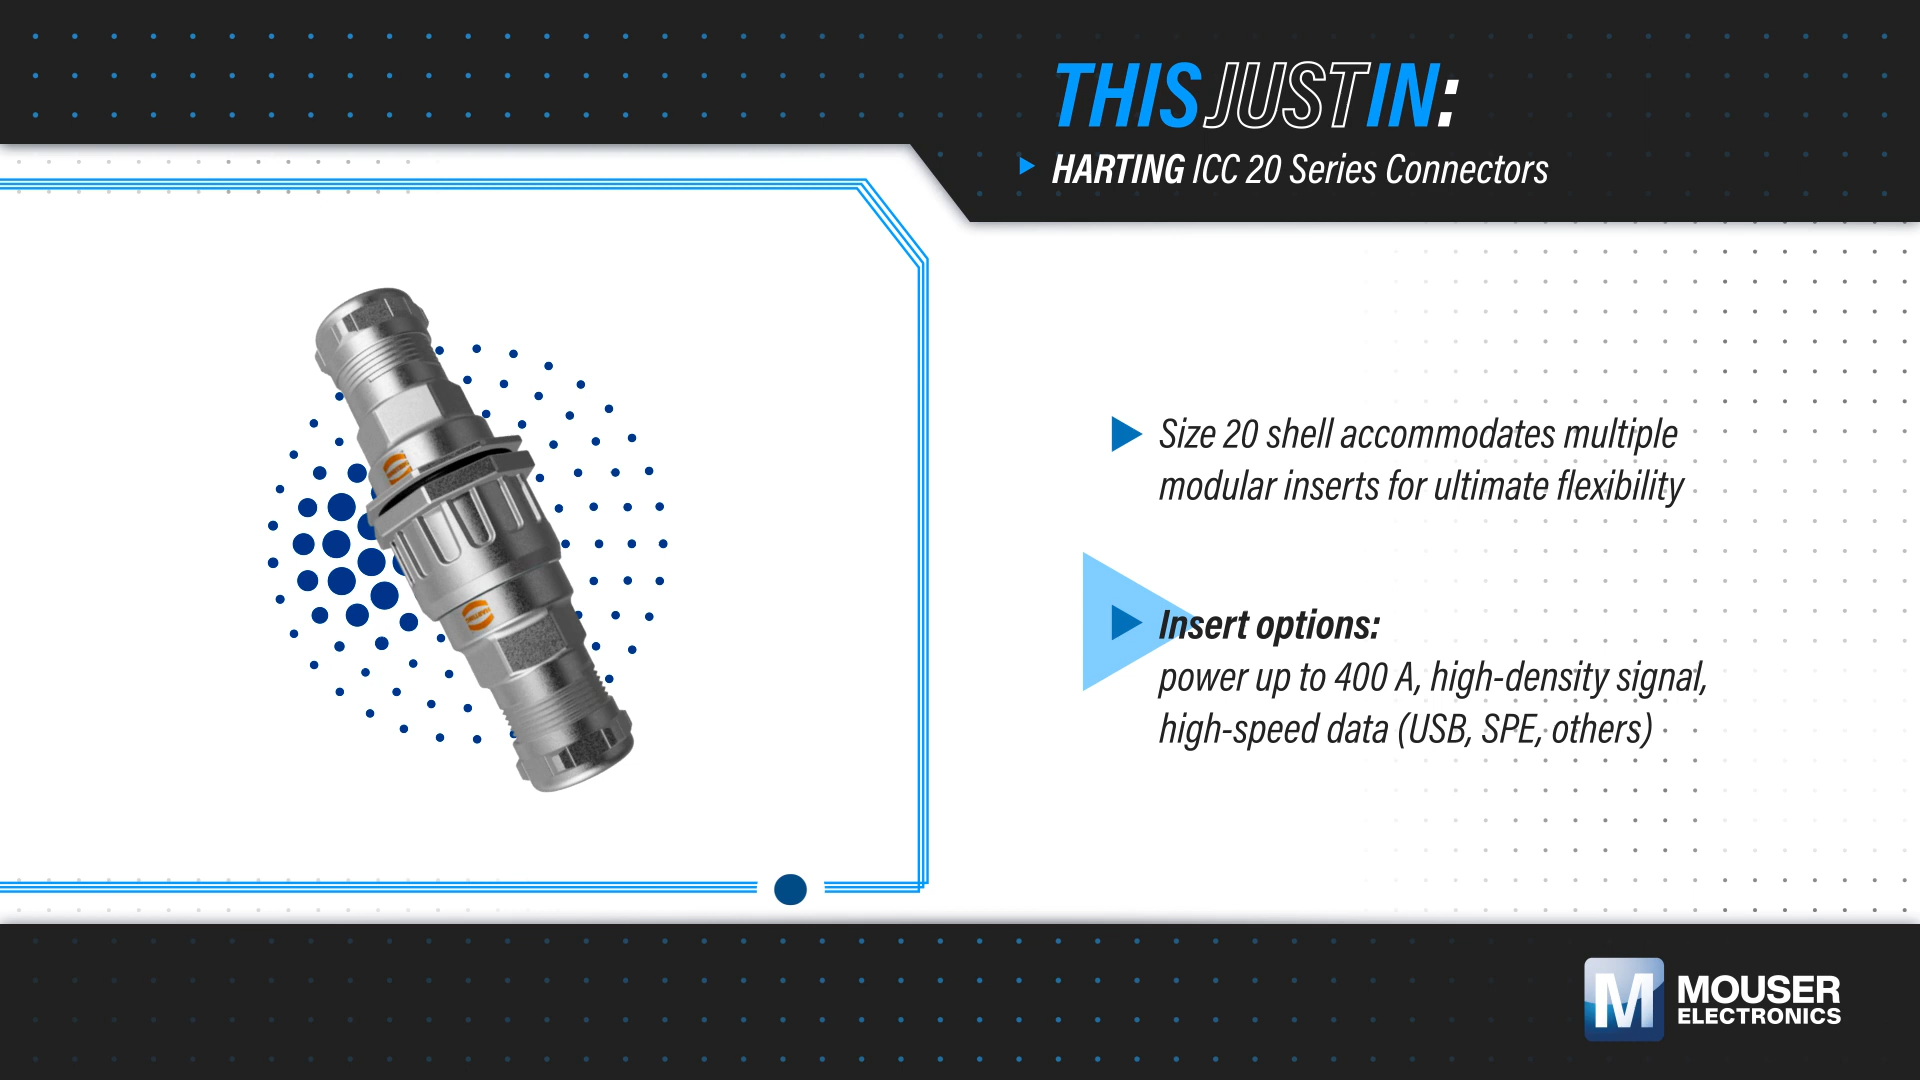 THIS JUST IN:
HARTING ICC 20 Series Connectors
Size 20 shell accommodates multiple
modular inserts for ultimate flexibility
Insert options:
power up to 400 A, high-density signal,
high-speed data (USB, SPE, others)
M MOUSER
ELECTRONICS